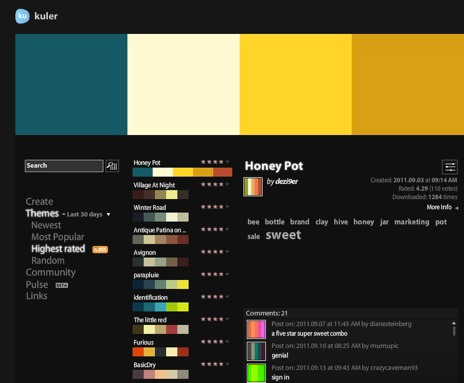 ku kuler
Search
Create
Themes - Last 30 days
Newest
Most Popular
Highest rated RSS
Random
Community
Pulse BETA
Links
Honey Pot
Village At Night
Winter Road
Antique Patina on ...
Avignon
parapluie
identification
The little red
Furious
BasicDry
Honey Pot
by dezi9er
Created: 2011.09.03 at 09:14 AM
Rated: 4.29 (110 votes)
Downloaded: 1284 times
More Info
bee bottle brand clay hive honey jar marketing pot
sale sweet
Comments: 21
Post on: 2011.09.07 at 11:43 AM by dianesteinberg
a five star super sweet combo
Post on: 2011.09.10 at 08:25 AM by mumupic
genial
Post on: 2011.09.13 at 09:43 AM by crazycaveman93
sign in